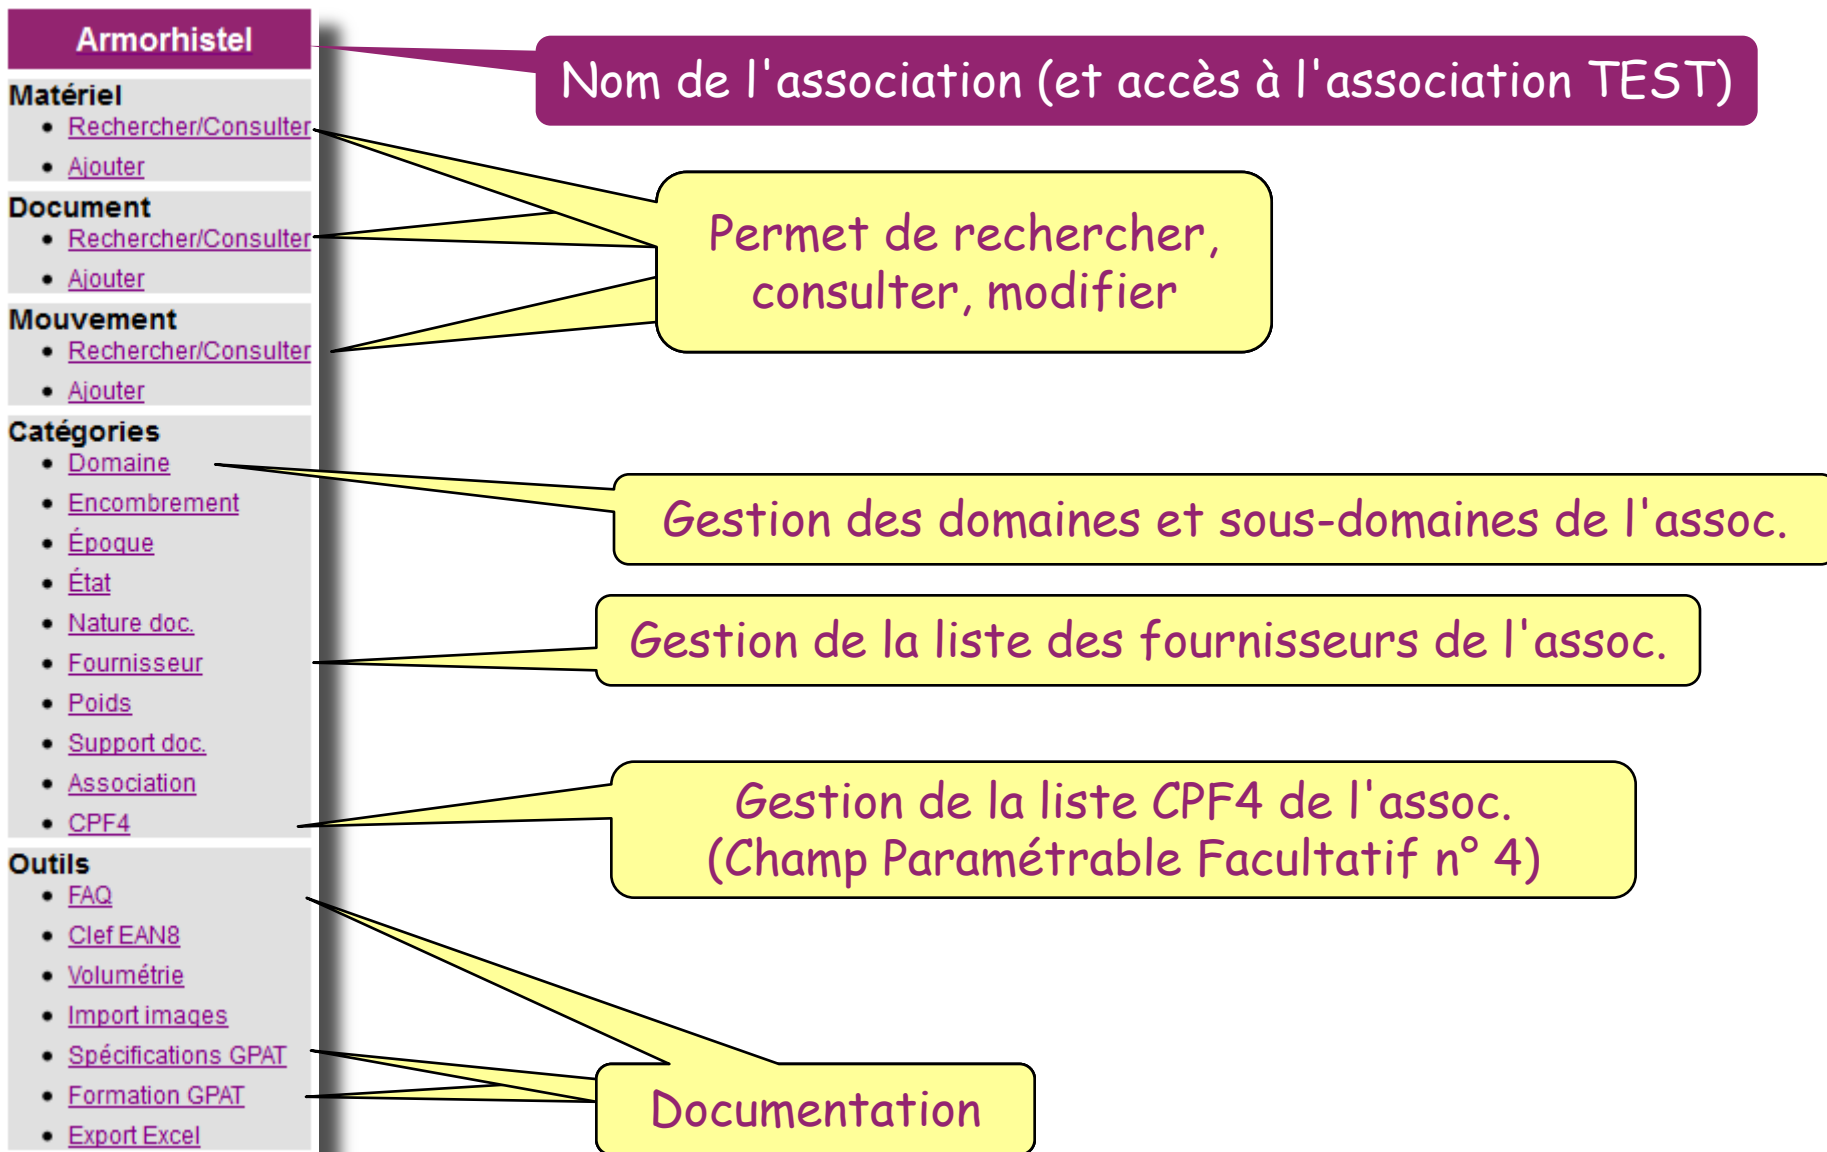 Armorhistel
Nom de l'association (et accès à l'association TEST)
Matériel
Rechercher/Consulter
Ajouter
Document
Rechercher/Consulter
Ajouter
Mouvement
Rechercher/Consulter
Ajouter
Permet de rechercher,
consulter, modifier
Catégories
Domaine
Encombrement
Époque
État
Nature doc.
Fournisseur
Poids
Support doc.
Association
CPF4
Gestion des domaines et sous-domaines de l'assoc.
Gestion de la liste des fournisseurs de l'assoc.
Gestion de la liste CPF4 de l'assoc.
(Champ Paramétrable Facultatif n° 4)
Outils
FAQ
Clef EAN8
Volumétrie
Import images
Spécifications GPAT
Formation GPAT
Export Excel
Documentation